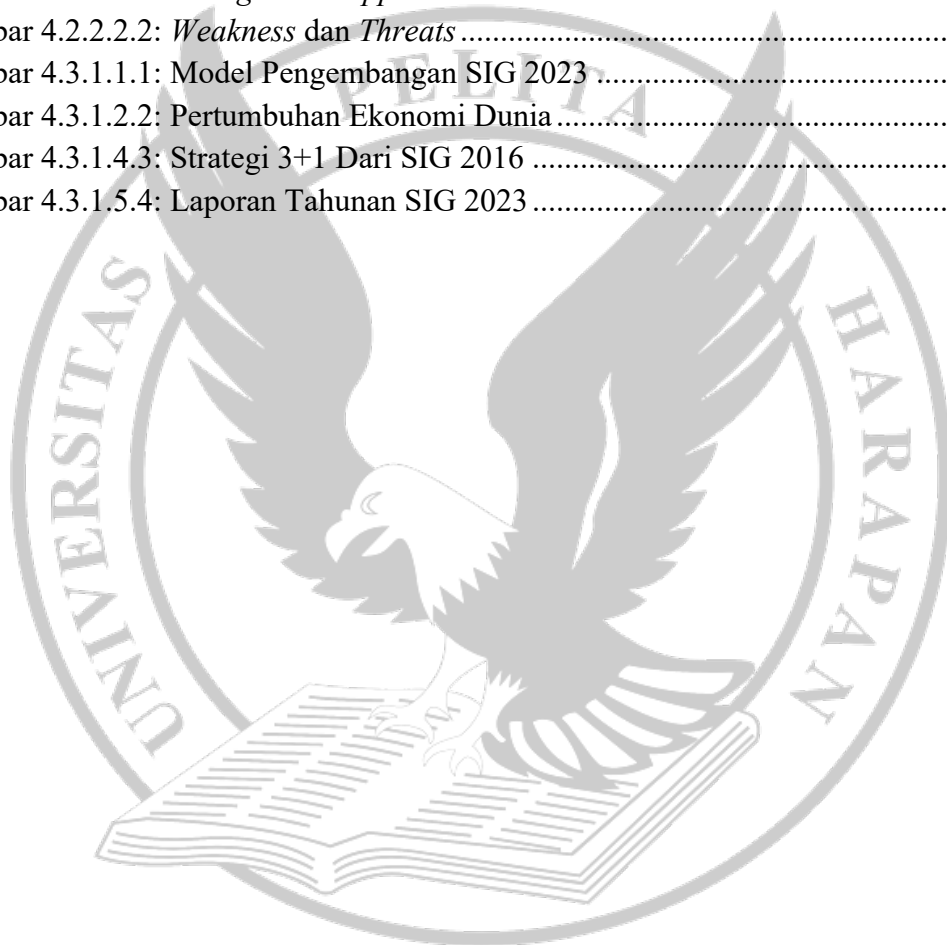 bar 4.2.2.2.2: Weakness dan Threats
bar 4.3.1.1.1: Model Pengembangan SIG 2023
bar 4.3.1.2.2: Pertumbuhan Ekonomi Dunia
bar 4.3.1.4.3: Strategi 3+1 Dari SIG 2016
bar 4.3.1.5.4: Laporan Tahunan SIG 2023
UNIVERSITAS
PELITA
HARAPAN